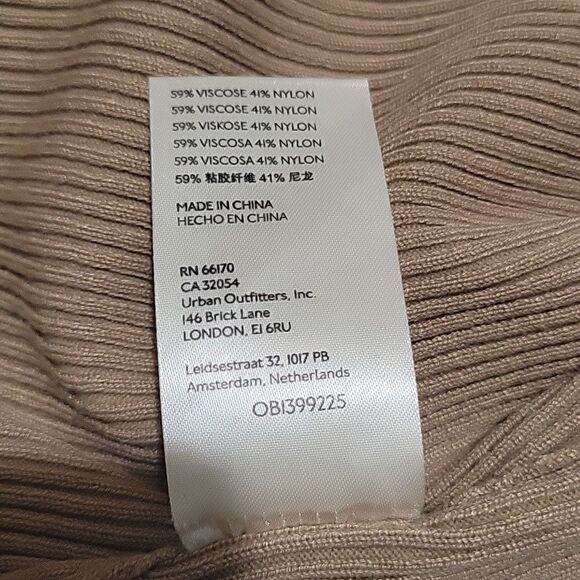 59% VISCOSE 41% NYLON
59% VISCOSE 41% NYLON
59% VISKOSE 41% NYLON
59% VISCOSA 41% NYLON
59% VISCOSA 41% NYLON
59% 粘胶纤维 41% 尼龙
MADE IN CHINA
HECHO EN CHINA
RN 66170
CA 32054
Urban Outfitters, Inc.
146 Brick Lane
LONDON, E1 6RU
Leidsestraat 32, 1017 PB
Amsterdam, Netherlands
OB1399225